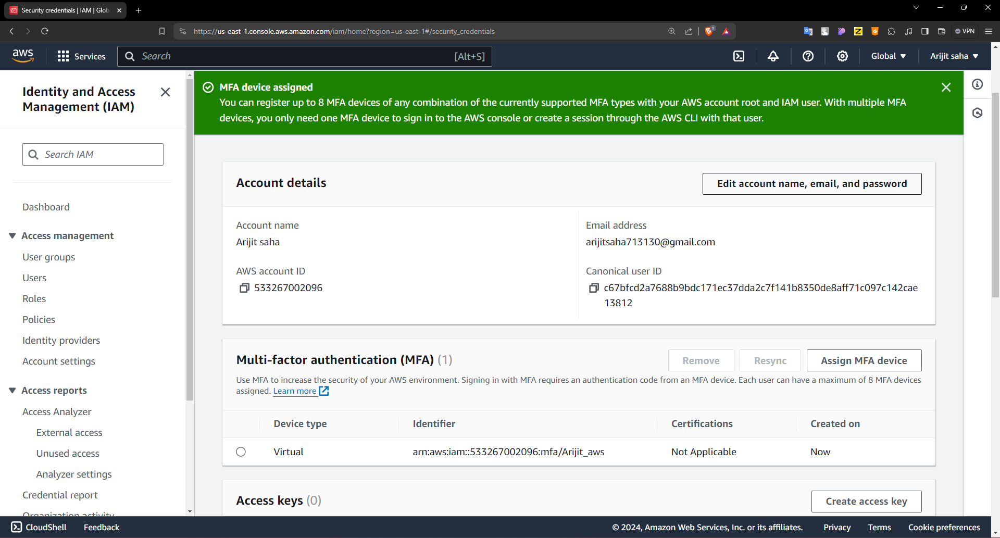 Security credentials | IAM | Glob
https://us-east-1.console.aws.amazon.com/iam/home?region=us-east-1#/security_credentials
1
VPN
aws
Services
Search
[Alt+S]
Global
Arijit saha
Identity and Access
Management (IAM)
Search IAM
Dashboard
Access management
User groups
Users
Roles
Policies
Identity providers
Account settings
Access reports
Access Analyzer
External access
Unused access
Analyzer settings
Credential report
Organization activity
MFA device assigned
You can register up to 8 MFA devices of any combination of the currently supported MFA types with your AWS account root and IAM user. With multiple MFA
devices, you only need one MFA device to sign in to the AWS console or create a session through the AWS CLI with that user.
Account details
Edit account name, email, and password
Account name
Arijit saha
Email address
arijitsaha713130@gmail.com
AWS account ID
533267002096
Canonical user ID
c67bfcd2a7688b9bdc171ec37dda2c7f141b8350de8aff71c097c142cae
13812
Multi-factor authentication (MFA) (1)
Remove
Resync
Assign MFA device
Use MFA to increase the security of your AWS environment. Signing in with MFA requires an authentication code from an MFA device. Each user can have a maximum of 8 MFA devices
assigned. Learn more
Device type
Identifier
Certifications
Created on
Virtual
arn:aws:iam::533267002096:mfa/Arijit_aws
Not Applicable
Now
Access keys (0)
Create access key
CloudShell
Feedback
© 2024, Amazon Web Services, Inc. or its affiliates.
Privacy
Terms
Cookie preferences